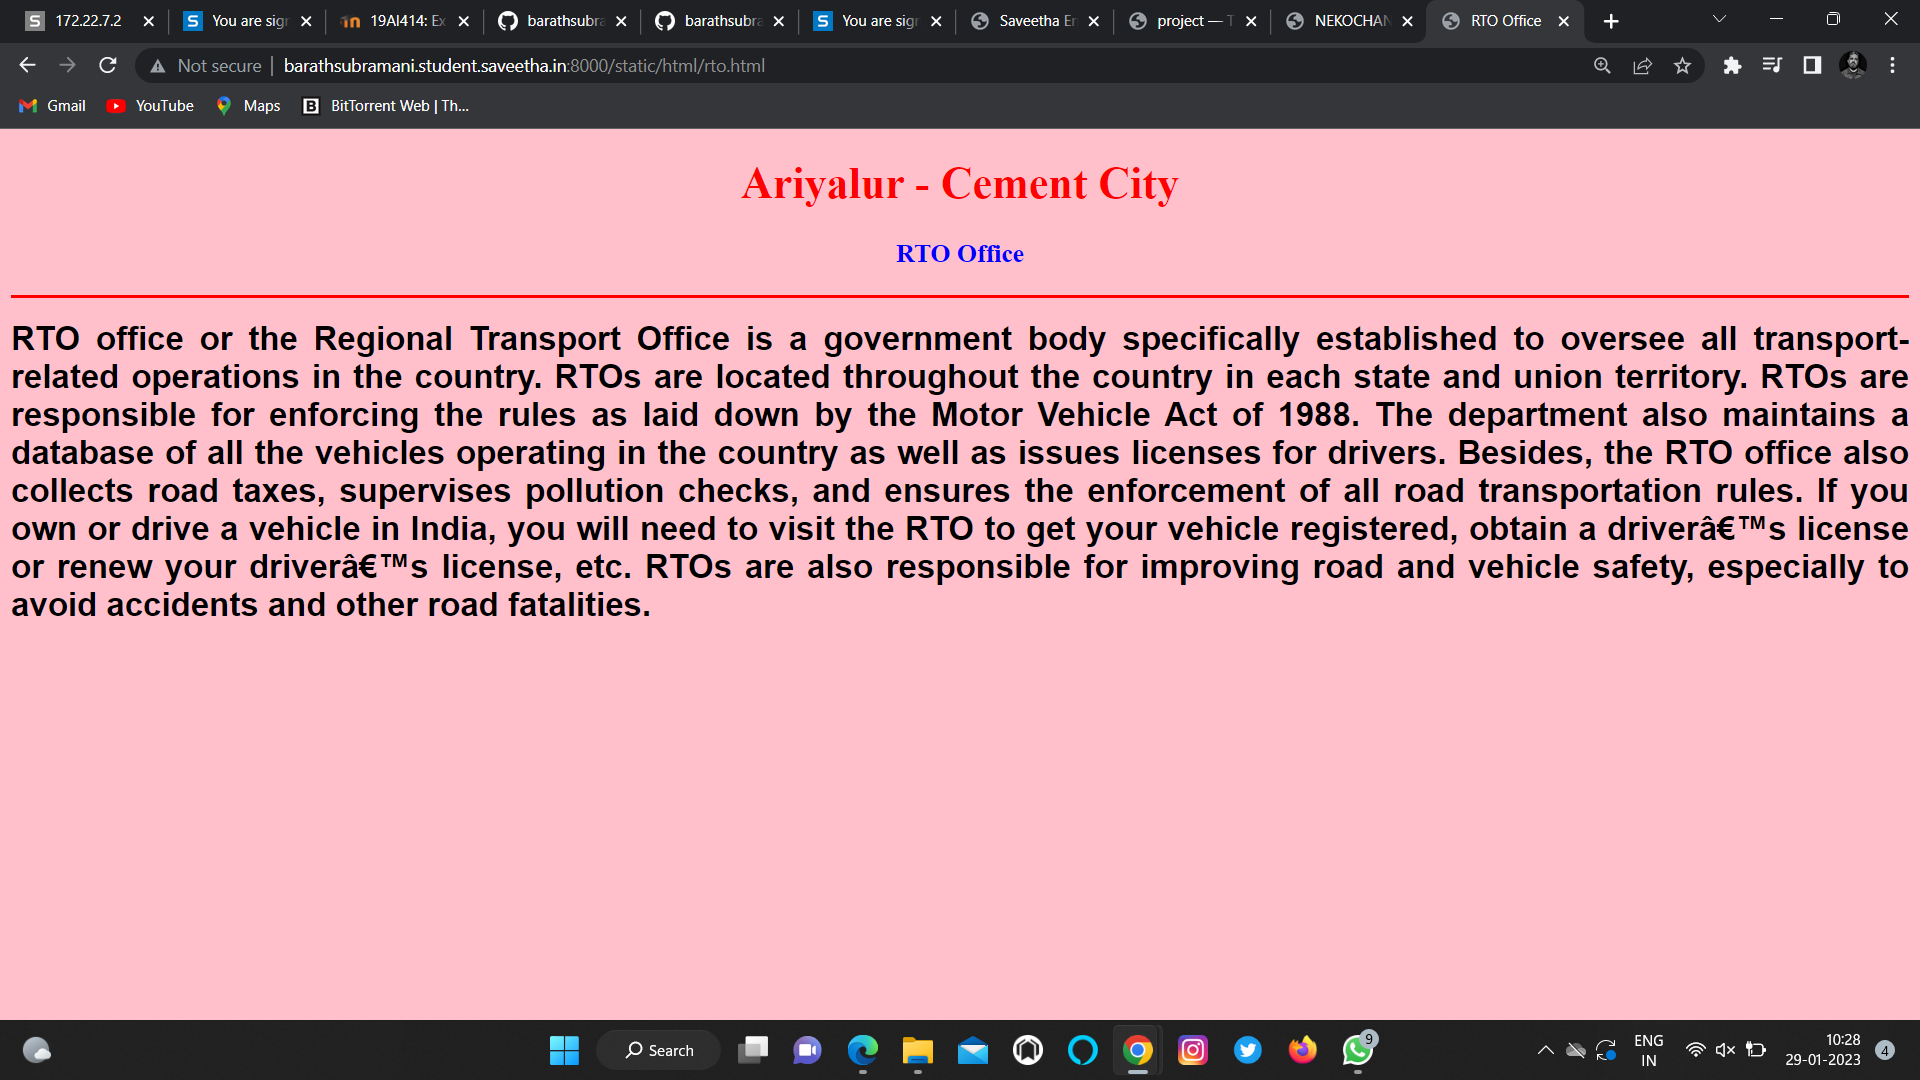 172.22.7.2
You are sigr
19AI414: Ex
barathsubra
barathsubra
You are sigr
Saveetha En
project — T
NEKOCHAN
RTO Office
Not secure
barathsubramani.student.saveetha.in:8000/static/html/rto.html
Gmail
YouTube
Maps
BitTorrent Web | Th...
Ariyalur - Cement City
RTO Office
RTO office or the Regional Transport Office is a government body specifically established to oversee all transport-
related operations in the country. RTOs are located throughout the country in each state and union territory. RTOs are
responsible for enforcing the rules as laid down by the Motor Vehicle Act of 1988. The department also maintains a
database of all the vehicles operating in the country as well as issues licenses for drivers. Besides, the RTO office also
collects road taxes, supervises pollution checks, and ensures the enforcement of all road transportation rules. If you
own or drive a vehicle in India, you will need to visit the RTO to get your vehicle registered, obtain a driverâ€™s license
or renew your driverâ€™s license, etc. RTOs are also responsible for improving road and vehicle safety, especially to
avoid accidents and other road fatalities.
Search
9
ENG
IN
10:28
29-01-2023
4